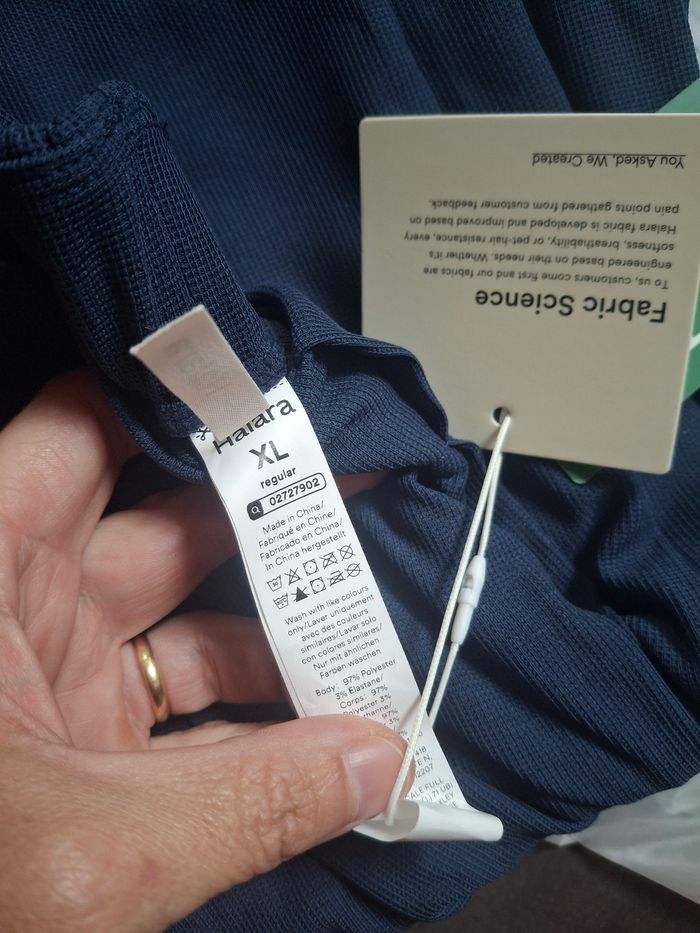 Halara
XL
regular
02727902
Made in China/
Fabriqué en Chine/
Fabricado en China/
In China hergestellt
30
Wash with like colours
only/Laver uniquement
avec des couleurs
similaires/Lavar solo
con colores similares/
Nur mit ähnlichen
Farben waschen
Body: 97% Polyester
3% Elastane/
Corps: 97%
Polyester 3%
97%
3%
Fabric Science
To us, customers come first and our fabrics are
engineered based on their needs. Whether it's
softness, breathability, or pet-hair resistance, every
Halara fabric is developed and improved based on
pain points gathered from customer feedback.
You Asked, We Created